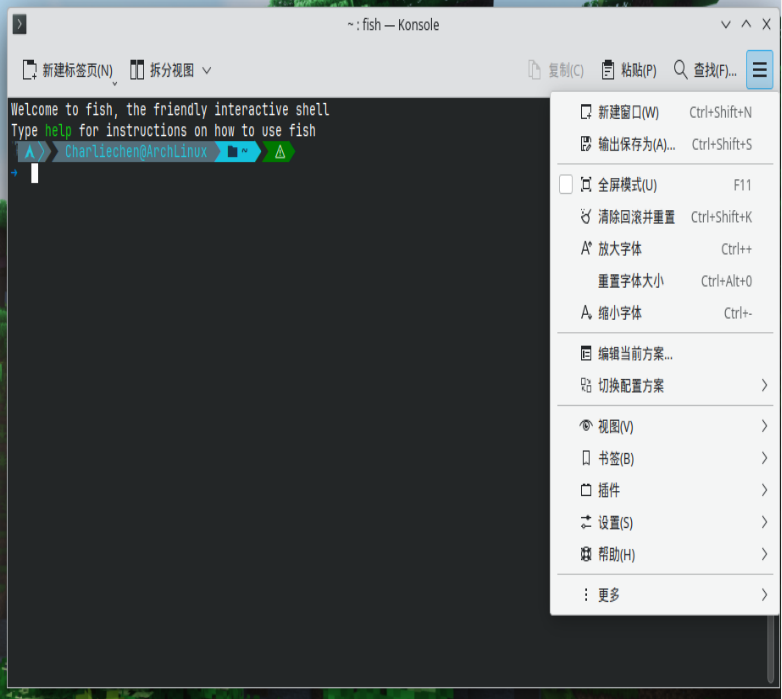 ~ : fish — Konsole
新建标签页(N) 拆分视图 复制(C) 粘贴(P) 查找(F)...
Welcome to fish, the friendly interactive shell
Type help for instructions on how to use fish
Charliechen@ArchLinux ~
新建窗口(W) Ctrl+Shift+N
输出保存为(A)... Ctrl+Shift+S
全屏模式(U) F11
清除回滚并重置 Ctrl+Shift+K
放大字体 Ctrl++
重置字体大小 Ctrl+Alt+0
缩小字体 Ctrl+-
编辑当前方案...
切换配置方案
视图(V)
书签(B)
插件
设置(S)
帮助(H)
更多